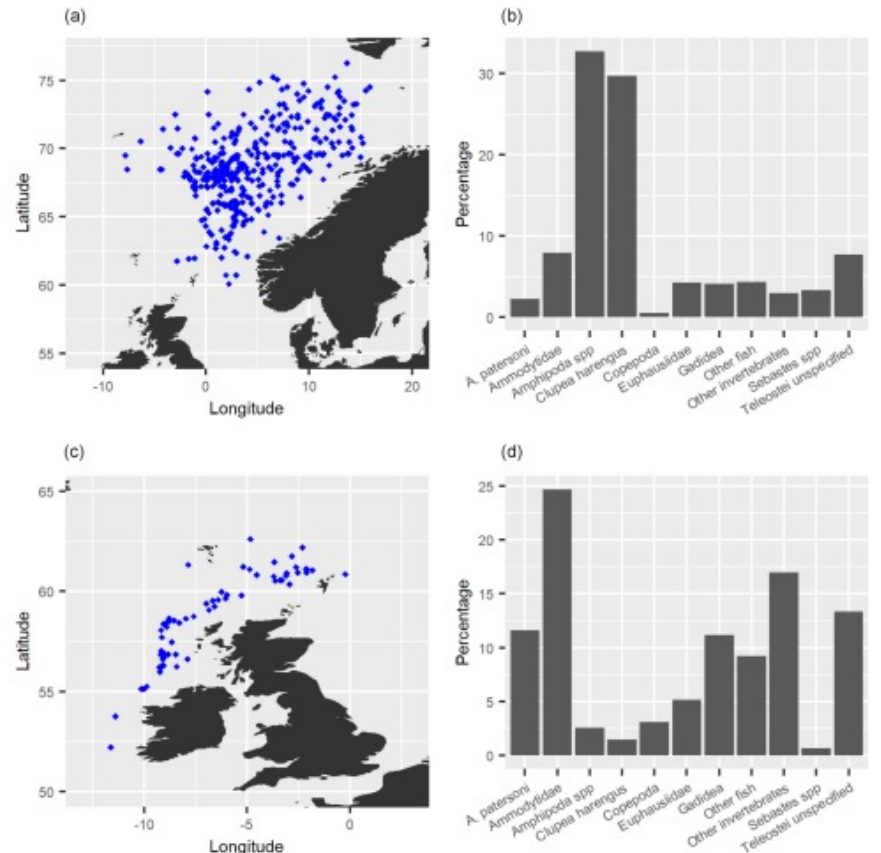 (a)
75
70
65
60
55
Latitude
-10 0 10 20
Longitude
(b)
30
20
10
0
Percentage
A. patersoni
Ammodytidae
Amphipoda spp
Clupea harengus
Copepoda
Euphausiidae
Gadidea
Other fish
Other invertebrates
Sebastes spp
Teleostei unspecified
(c)
65
60
55
50
Latitude
-10 -5 0
Longitude
(d)
25
20
15
10
5
0
Percentage
A. patersoni
Ammodytidae
Amphipoda spp
Clupea harengus
Copepoda
Euphausiidae
Gadidea
Other fish
Other invertebrates
Sebastes spp
Teleostei unspecified